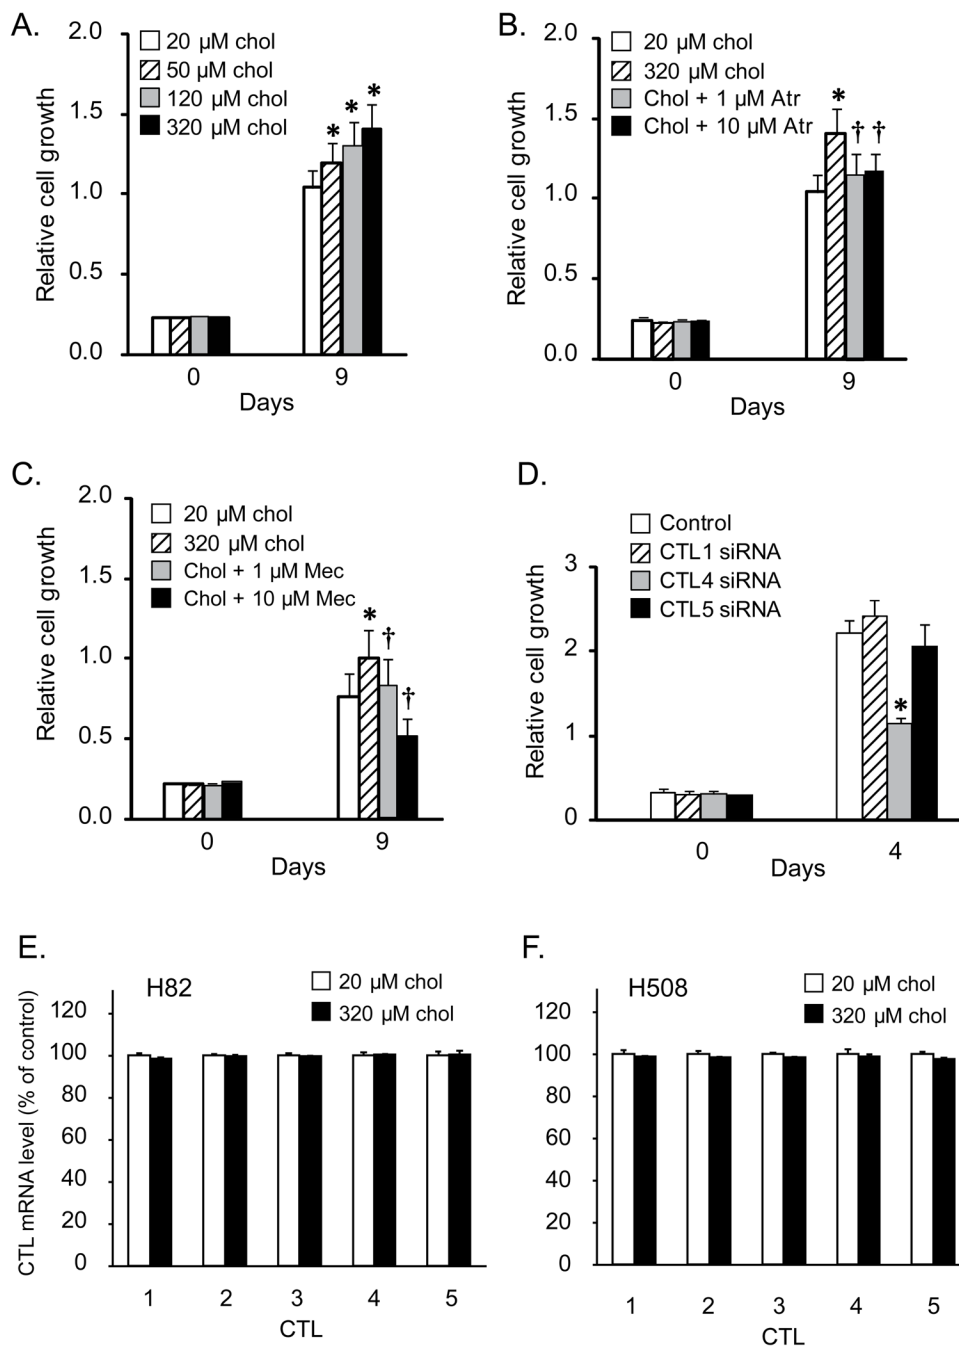 A.
2.0
1.5
1.0
0.5
0.0
Relative cell growth
20 µM chol
50 µM chol
120 µM chol
320 µM chol
*
*
*
0
9
Days
B.
2.0
1.5
1.0
0.5
0.0
Relative cell growth
20 µM chol
320 µM chol
Chol + 1 µM Atr
Chol + 10 µM Atr
*
†
†
0
9
Days
C.
2.0
1.5
1.0
0.5
0.0
Relative cell growth
20 µM chol
320 µM chol
Chol + 1 µM Mec
Chol + 10 µM Mec
*
†
†
0
9
Days
D.
3
2
1
0
Relative cell growth
Control
CTL1 siRNA
CTL4 siRNA
CTL5 siRNA
*
0
4
Days
E.
H82
20 µM chol
320 µM chol
CTL mRNA level (% of control)
120
100
80
60
40
20
0
1 2 3 4 5
CTL
F.
H508
20 µM chol
320 µM chol
120
100
80
60
40
20
0
1 2 3 4 5
CTL